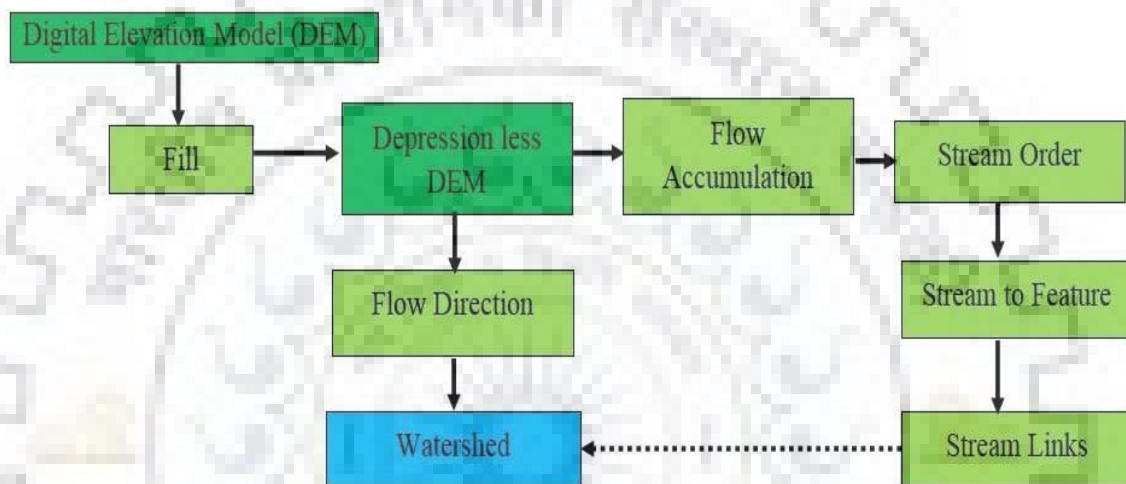 Digital Elevation Model (DEM)
Fill
Depression less
DEM
Flow
Accumulation
Stream Order
Flow Direction
Stream to Feature
Watershed
Stream Links